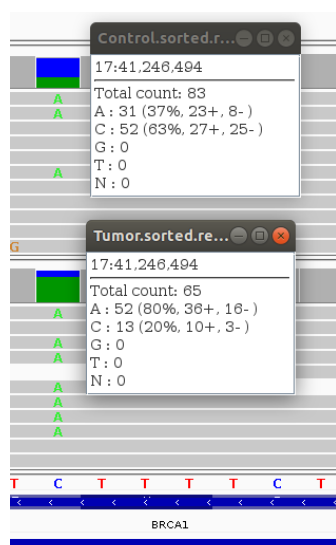 Control.sorted.r...
17:41,246,494
Total count: 83
A : 31 (37%, 23+, 8- )
C : 52 (63%, 27+, 25- )
G : 0
T : 0
N : 0
A
A
A
G
Tumor.sorted.re...
17:41,246,494
Total count: 65
A : 52 (80%, 36+, 16- )
C : 13 (20%, 10+, 3- )
G : 0
T : 0
N : 0
A
A
A
A
A
A
A
T C T T T T C T
BRCA1